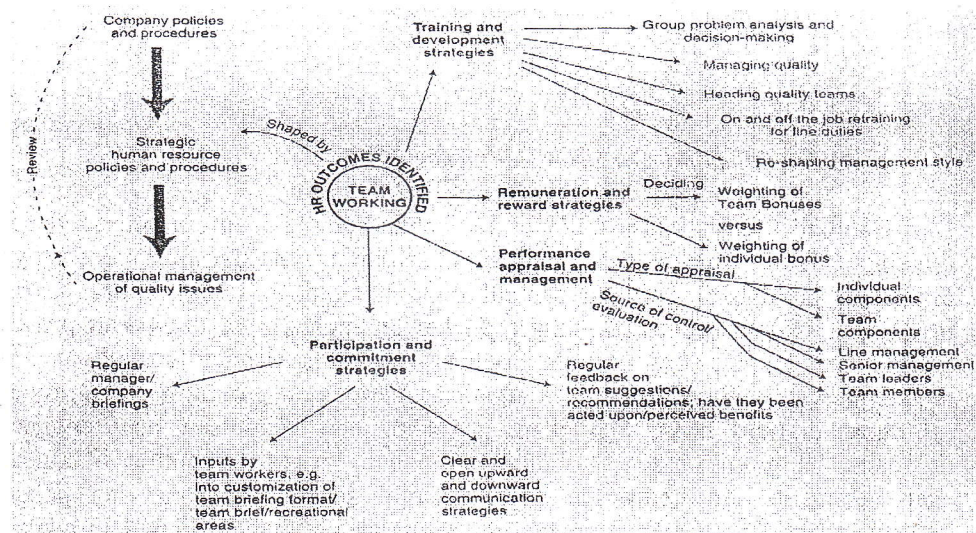 Company policies
and procedures
Review
Strategic
human resource
policies and procedures
Operational management
of quality issues
Shaped by
HR OUTCOMES IDENTIFIED
TEAM
WORKING
Training and
development
strategies
Group problem analysis and
decision-making
Managing quality
Heading quality teams
On and off the job retraining
for line duties
Re-shaping management style
Remuneration and
reward strategies
Deciding
Weighting of
Team Bonuses
versus
Weighting of
individual bonus
Performance
appraisal and
management
Type of appraisal
Source of control/
evaluation
Individual
components
Team
components
Line management
Senior management
Team leaders
Team members
Participation and
commitment
strategies
Regular
manager/
company
briefings
Inputs by
team workers, e.g.
into customization of
team briefing format/
team brief/recreational
areas
Clear and
open upward
and downward
communication
strategies
Regular
feedback on
team suggestions/
recommendations; have they been
acted upon/perceived benefits